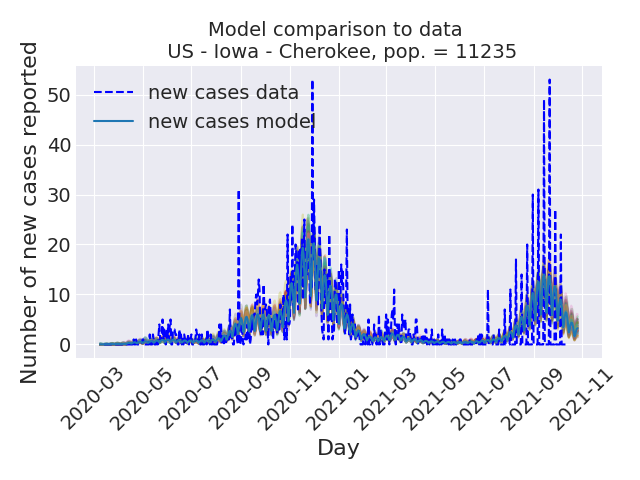 Model comparison to data
US - Iowa - Cherokee, pop. = 11235
Number of new cases reported
50
40
30
20
10
0
new cases data
new cases model
2020-03
2020-05
2020-07
2020-09
2020-11
2021-01
2021-03
2021-05
2021-07
2021-09
2021-11
Day